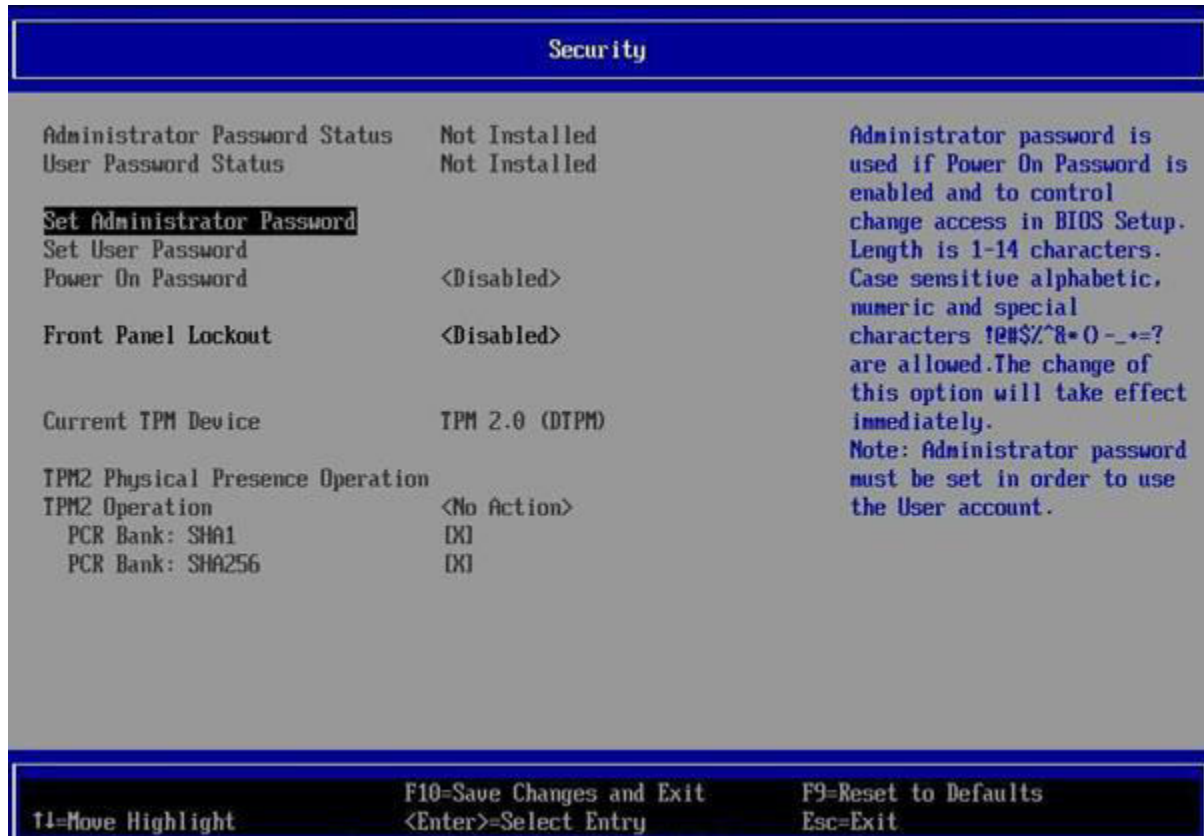 Security
Administrator Password Status Not Installed
User Password Status Not Installed
Set Administrator Password
Set User Password
Power On Password <Disabled>
Front Panel Lockout <Disabled>
Current TPM Device TPM 2.0 (DTPM)
TPM2 Physical Presence Operation
TPM2 Operation <No Action>
PCR Bank: SHA1 [X]
PCR Bank: SHA256 [X]
Administrator password is
used if Power On Password is
enabled and to control
change access in BIOS Setup.
Length is 1-14 characters.
Case sensitive alphabetic,
numeric and special
characters !@#$%^&*()-_+=?
are allowed.The change of
this option will take effect
immediately.
Note: Administrator password
must be set in order to use
the User account.
F10=Save Changes and Exit F9=Reset to Defaults
↑↓=Move Highlight <Enter>=Select Entry Esc=Exit